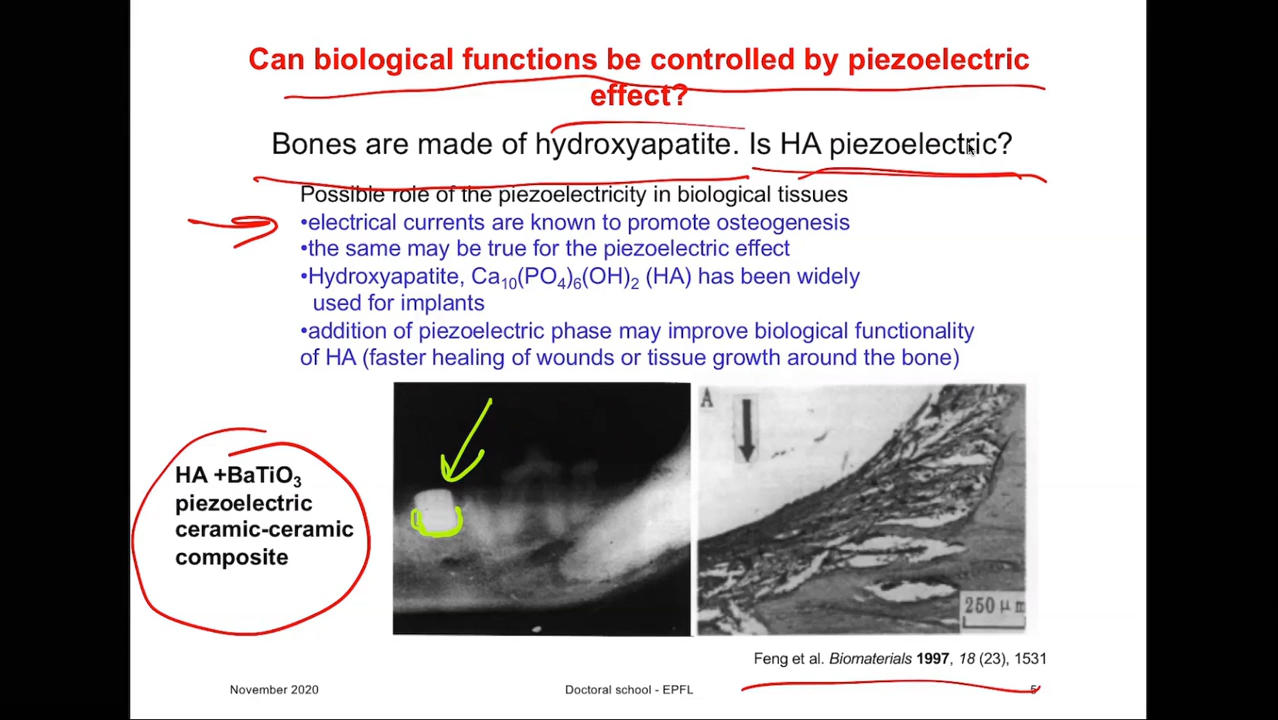 Can biological functions be controlled by piezoelectric
effect?
Bones are made of hydroxyapatite. Is HA piezoelectric?
Possible role of the piezoelectricity in biological tissues
•electrical currents are known to promote osteogenesis
•the same may be true for the piezoelectric effect
•Hydroxyapatite, Ca₁₀(PO₄)₆(OH)₂ (HA) has been widely
used for implants
•addition of piezoelectric phase may improve biological functionality
of HA (faster healing of wounds or tissue growth around the bone)
HA +BaTiO₃
piezoelectric
ceramic-ceramic
composite
A
250 μm
Feng et al. Biomaterials 1997, 18 (23), 1531
November 2020
Doctoral school - EPFL
5